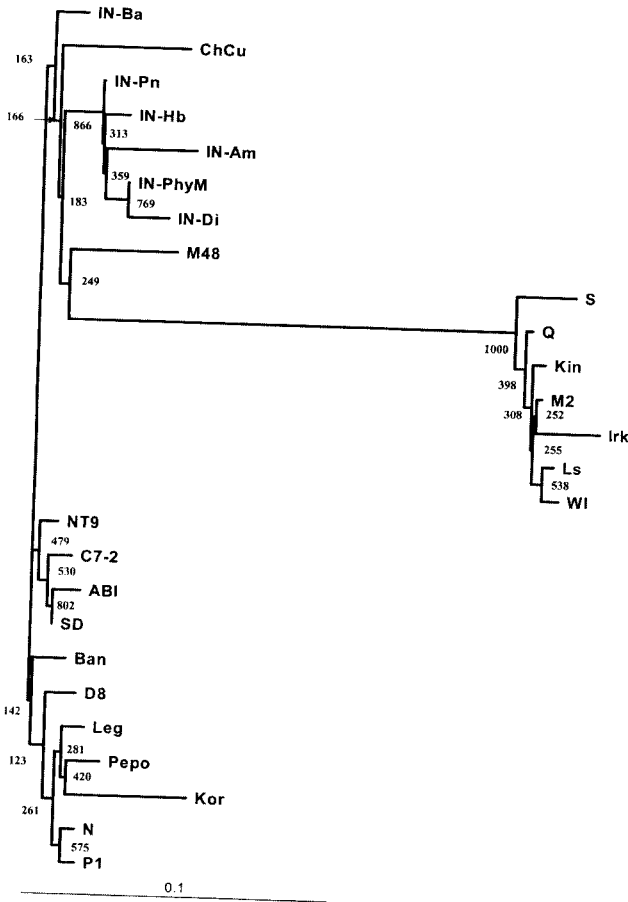 IN-Ba
ChCu
163
IN-Pn
IN-Hb
166
866
313
IN-Am
359
IN-PhyM
183
769
IN-Di
M48
249
S
Q
1000
Kin
398
M2
308
252
Irk
255
Ls
538
WI
NT9
479
C7-2
530
ABI
802
SD
Ban
D8
142
Leg
281
123
Pepo
420
Kor
261
N
575
P1
0.1